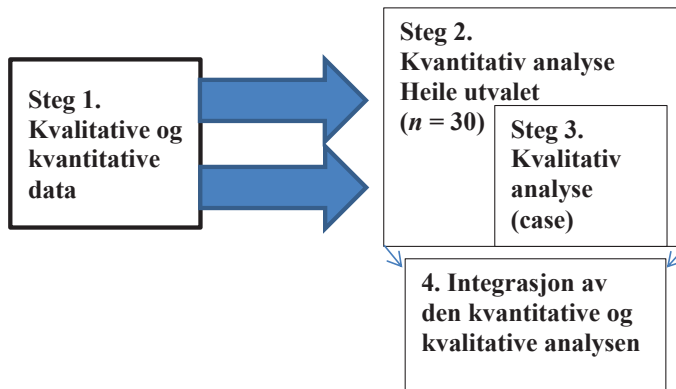 Steg 1.
Kvalitative og
kvantitative
data
Steg 2.
Kvantitativ analyse
Heile utvalet
(n = 30)
Steg 3.
Kvalitativ
analyse
(case)
4. Integrasjon av
den kvantitative og
kvalitative analysen